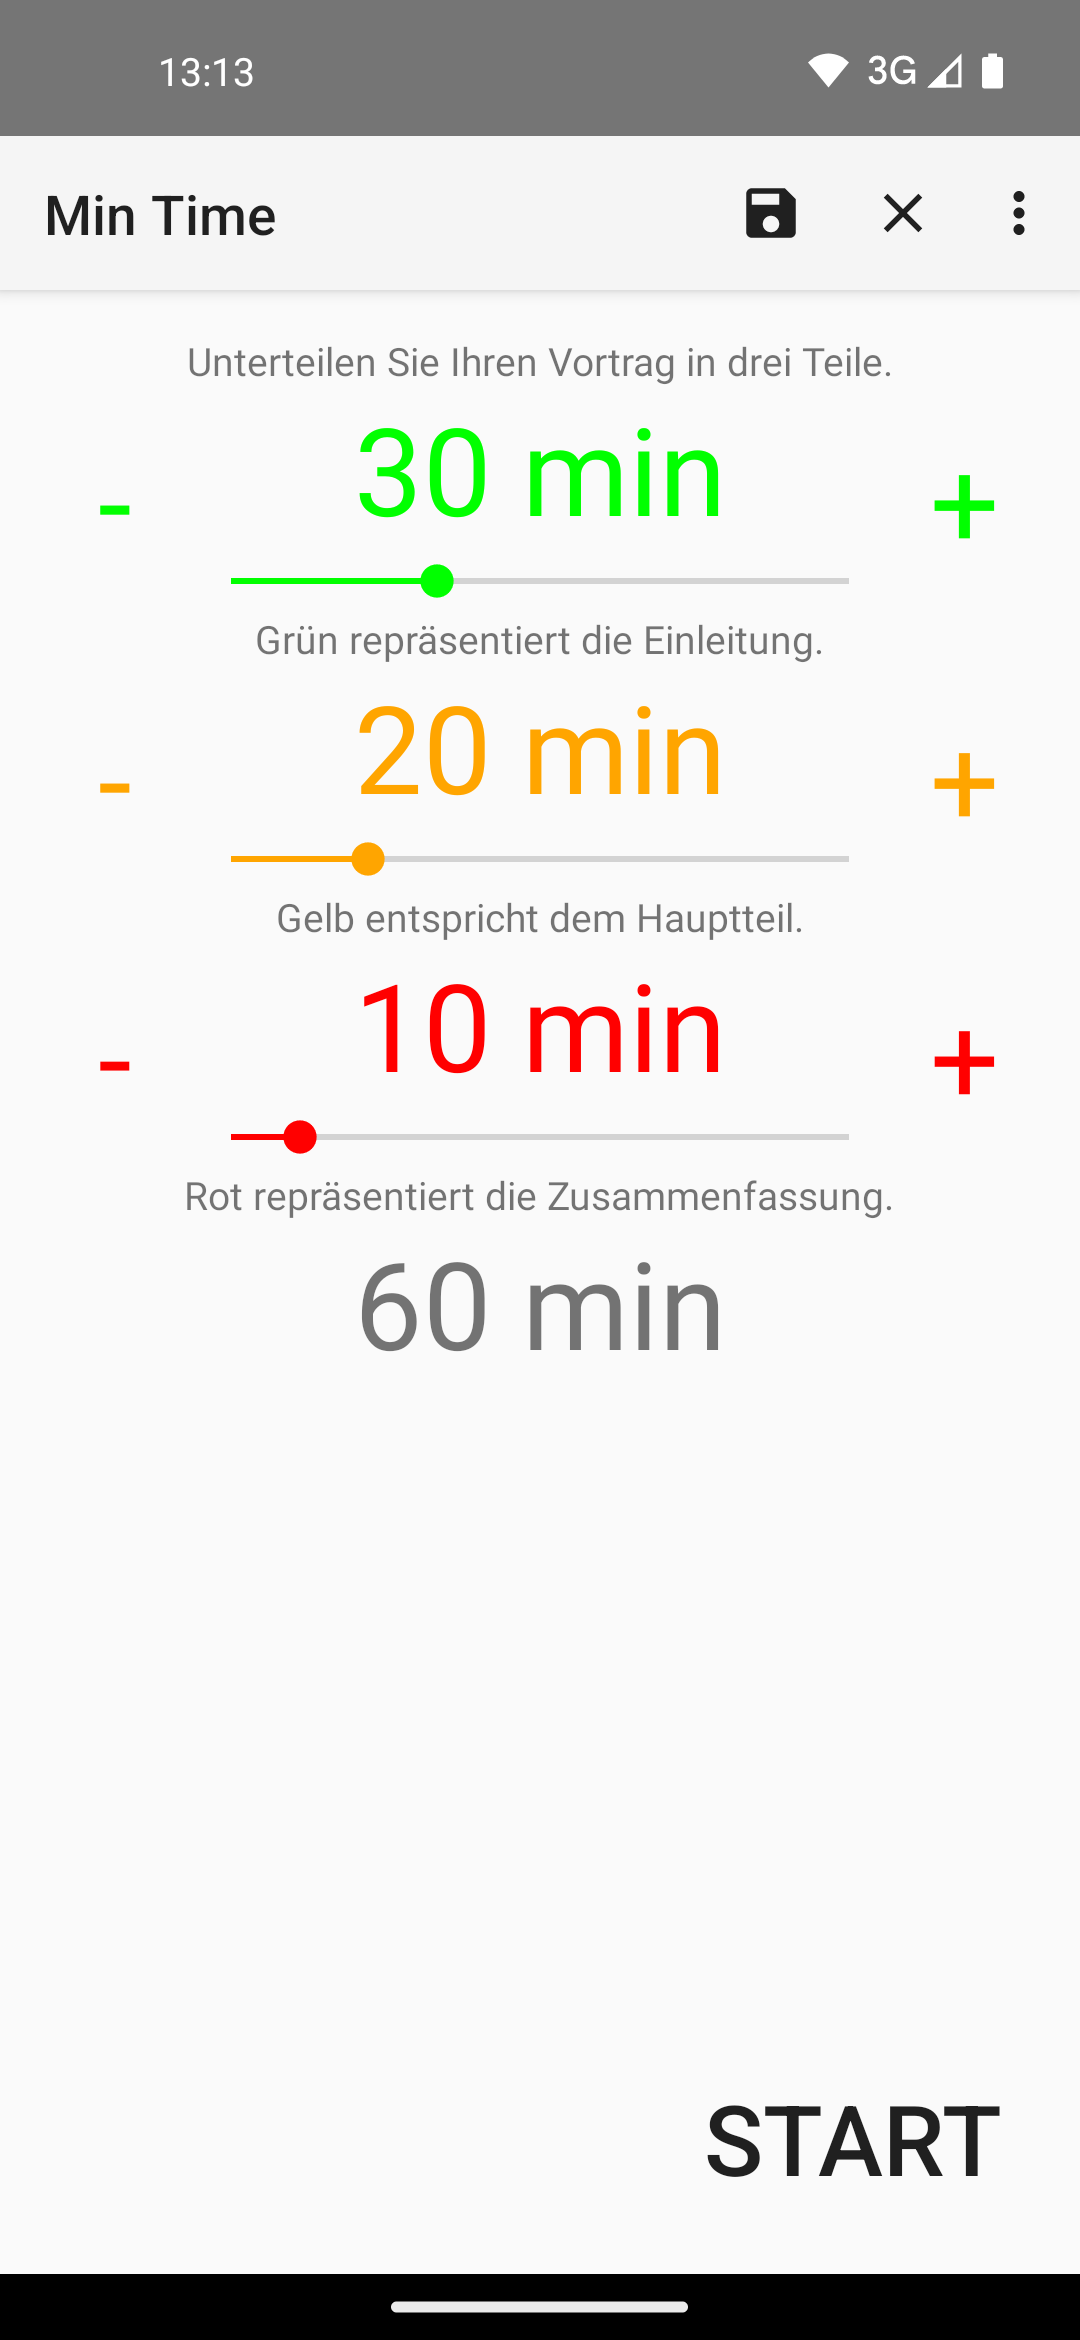 13:13
3G
Min Time
Unterteilen Sie Ihren Vortrag in drei Teile.
- 30 min +
Grün repräsentiert die Einleitung.
- 20 min +
Gelb entspricht dem Hauptteil.
- 10 min +
Rot repräsentiert die Zusammenfassung.
60 min
START